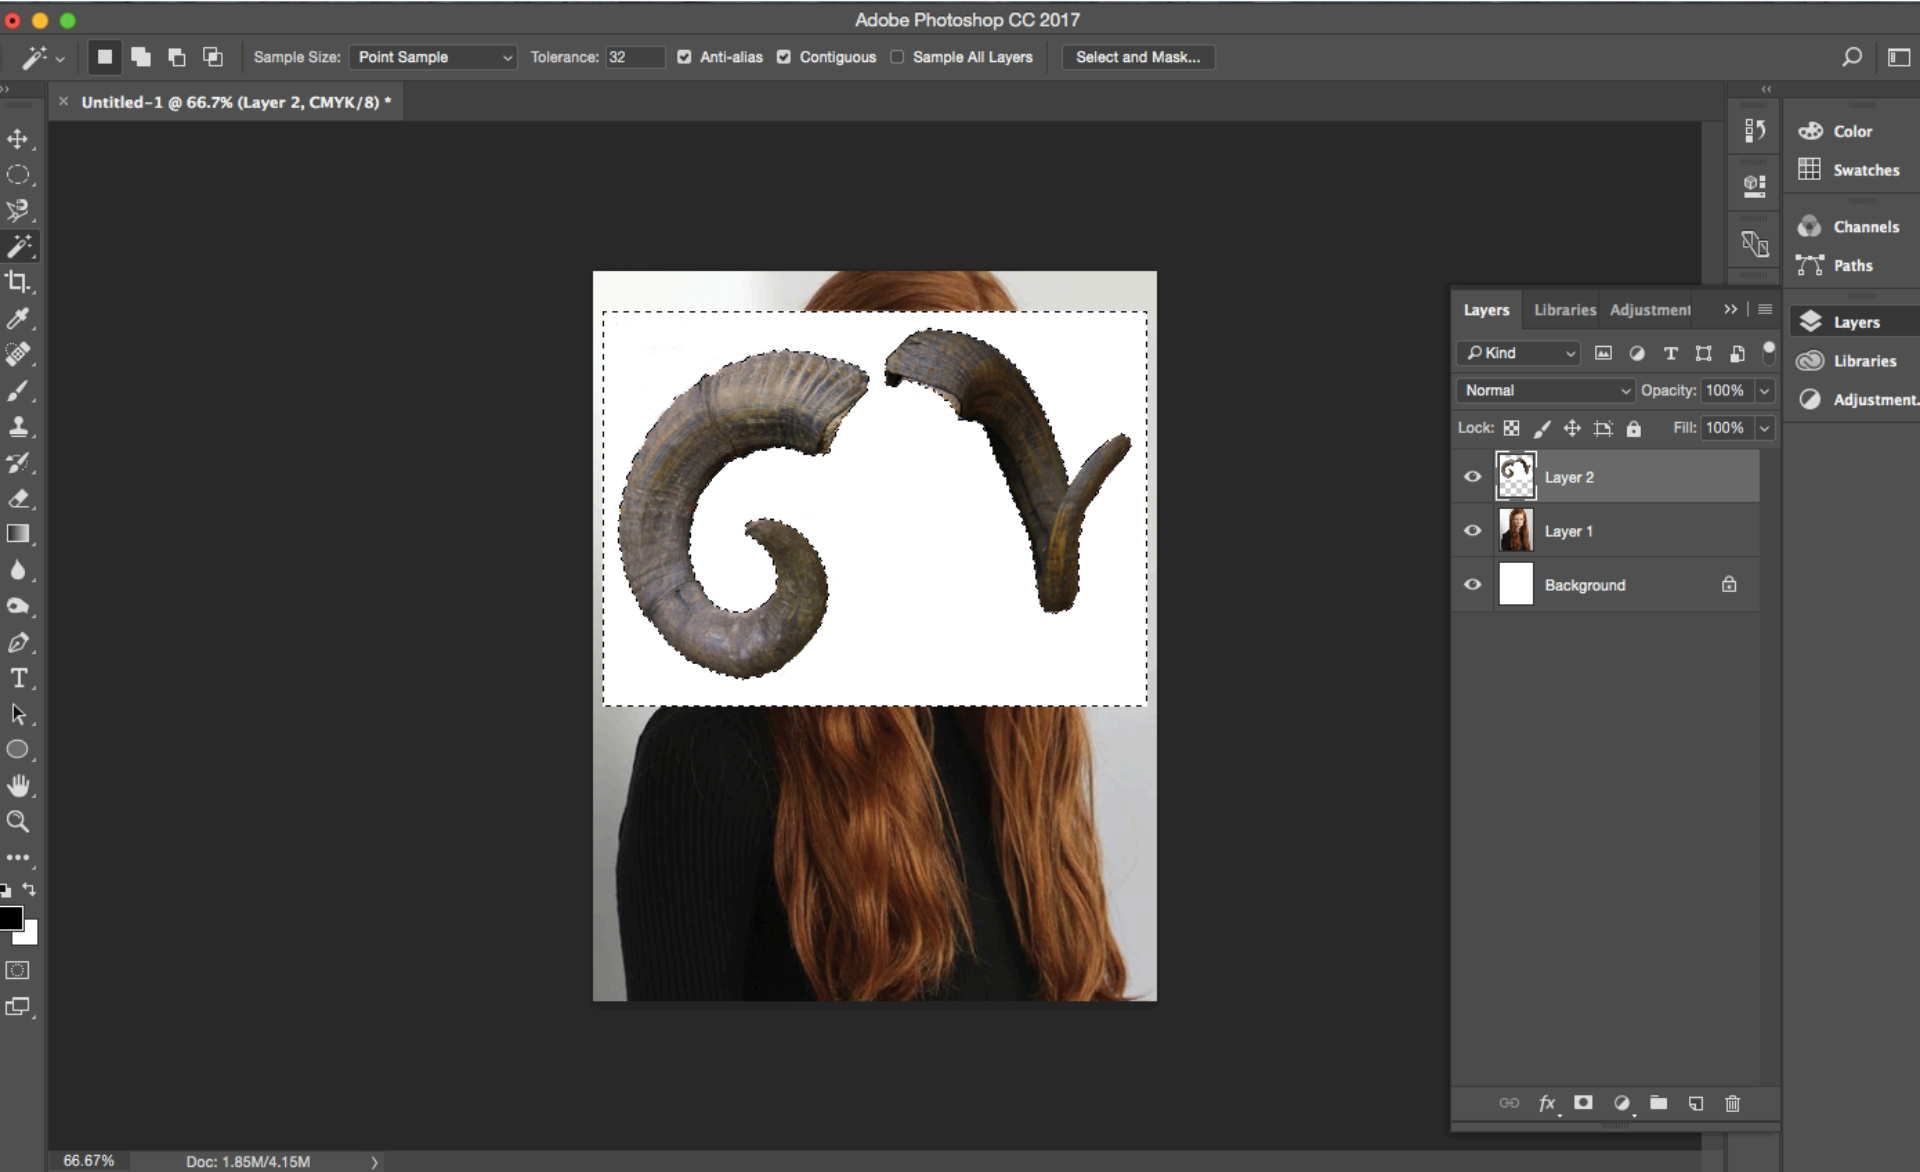 Adobe Photoshop CC 2017
Sample Size: Point Sample Tolerance: 32 Anti-alias Contiguous Sample All Layers Select and Mask...
Untitled-1 @ 66.7% (Layer 2, CMYK/8) *
Color
Swatches
Channels
Paths
Layers
Libraries
Adjustment.
Layers Libraries Adjustment
Kind
Normal Opacity: 100%
Lock: Fill: 100%
Layer 2
Layer 1
Background
fx
66.67% Doc: 1.85M/4.15M